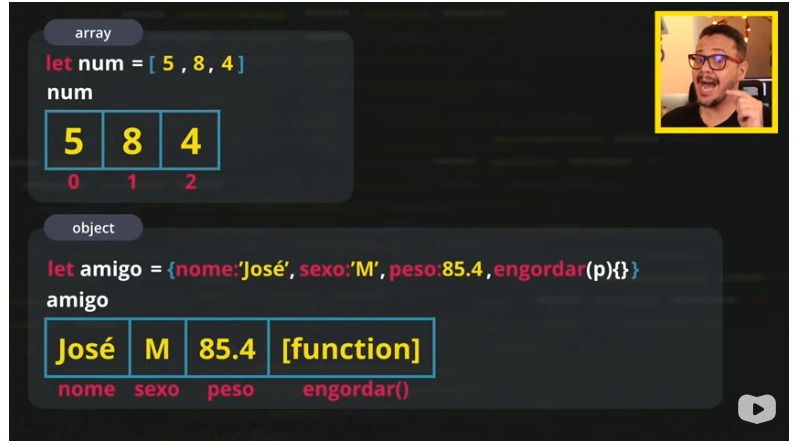 array
let num = [ 5 , 8, 4 ]
num
5 8 4
0 1 2
object
let amigo = {nome:'José', sexo:'M', peso:85.4 ,engordar(p){}}
amigo
José M 85.4 [function]
nome sexo peso engordar()